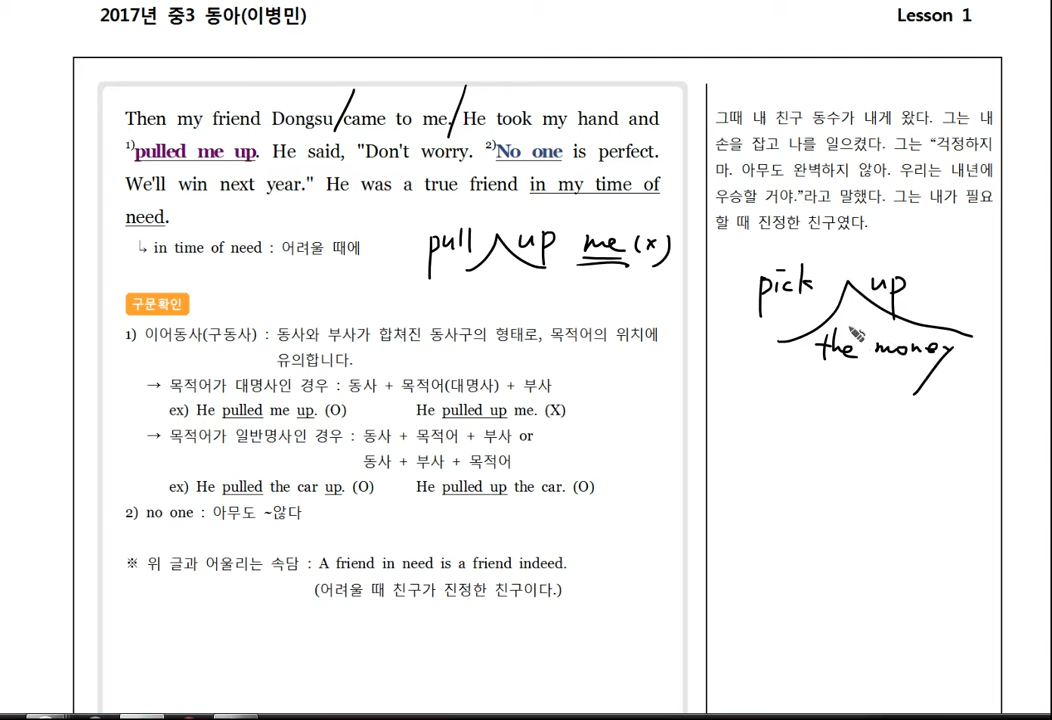 2017년 중3 동아(이병민) Lesson 1
Then my friend Dongsu came to me. He took my hand and
1)pulled me up. He said, "Don't worry. 2)No one is perfect.
We'll win next year." He was a true friend in my time of
need.
↳ in time of need : 어려울 때에
pull up me (x)
구문확인
1) 이어동사(구동사) : 동사와 부사가 합쳐진 동사구의 형태로, 목적어의 위치에
유의합니다.
→ 목적어가 대명사인 경우 : 동사 + 목적어(대명사) + 부사
ex) He pulled me up. (O) He pulled up me. (X)
→ 목적어가 일반명사인 경우 : 동사 + 목적어 + 부사 or
동사 + 부사 + 목적어
ex) He pulled the car up. (O) He pulled up the car. (O)
2) no one : 아무도 ~않다
※ 위 글과 어울리는 속담 : A friend in need is a friend indeed.
(어려울 때 친구가 진정한 친구이다.)
그때 내 친구 동수가 내게 왔다. 그는 내
손을 잡고 나를 일으켰다. 그는 “걱정하지
마. 아무도 완벽하지 않아. 우리는 내년에
우승할 거야.”라고 말했다. 그는 내가 필요
할 때 진정한 친구였다.
pick up
the money